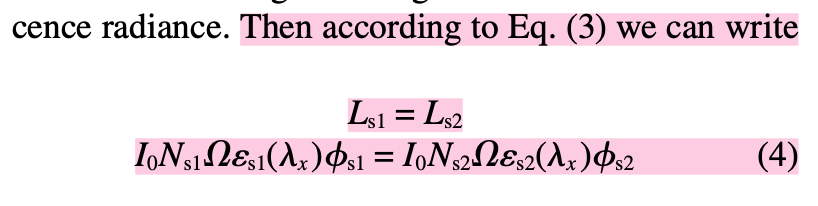 cence radiance. Then according to Eq. (3) we can write
Lₛ₁ = Lₛ₂
I₀Nₛ₁Ωεₛ₁(λₓ)ϕₛ₁ = I₀Nₛ₂Ωεₛ₂(λₓ)ϕₛ₂ (4)